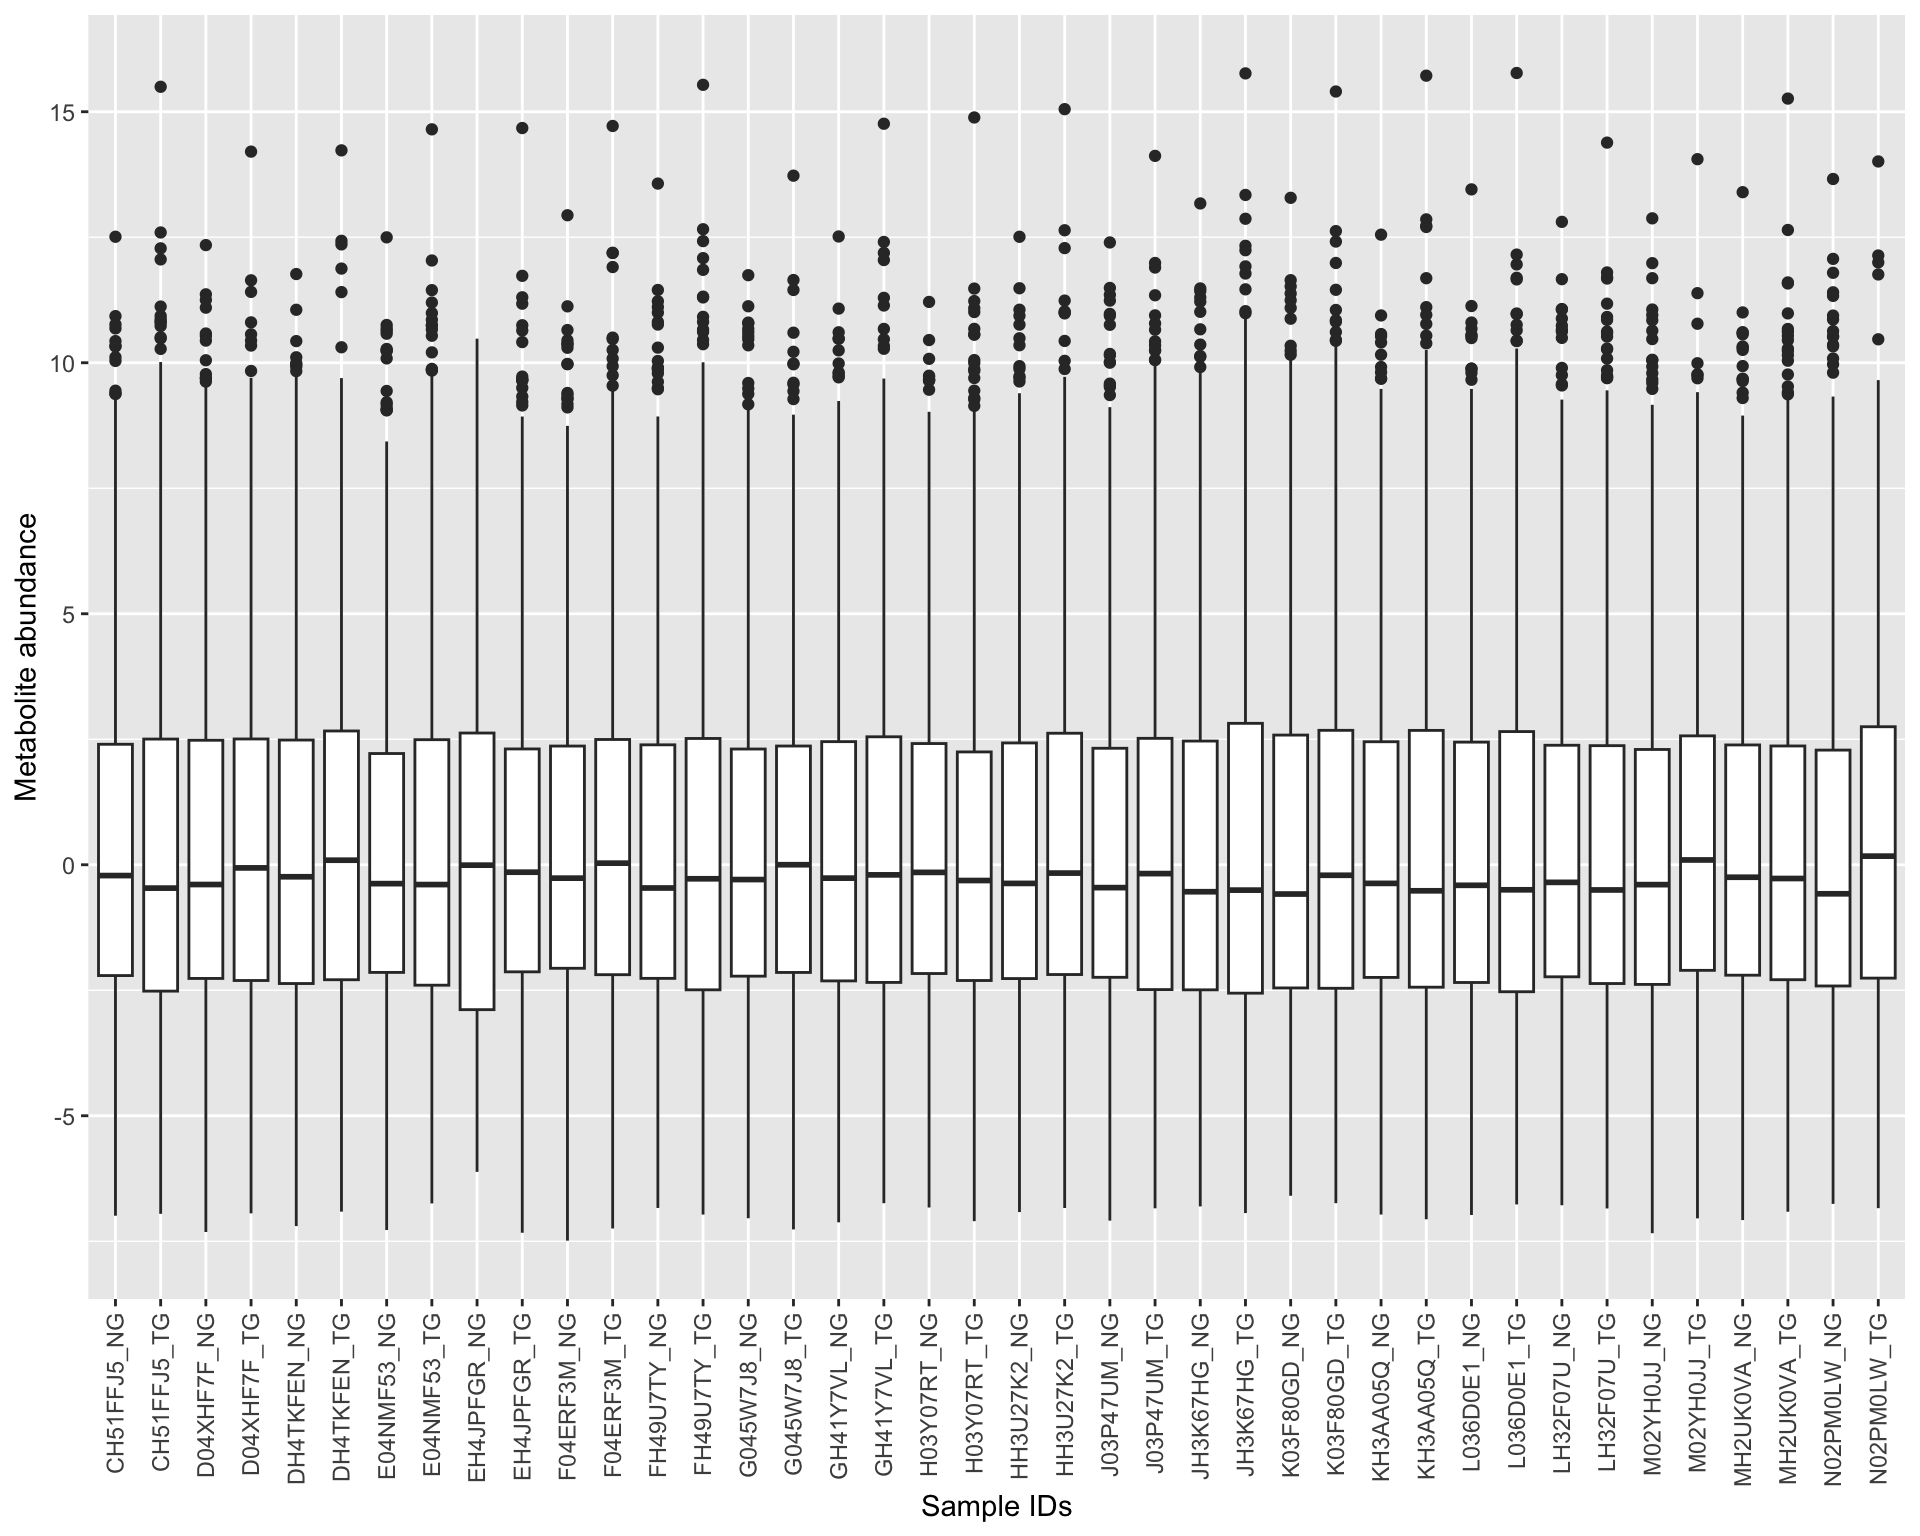 Metabolite abundance
15
10
5
0
-5
CH51FFJ5_NG
CH51FFJ5_TG
D04XHF7F_NG
D04XHF7F_TG
DH4TKFEN_NG
DH4TKFEN_TG
E04NMF53_NG
E04NMF53_TG
EH4JPFGR_NG
EH4JPFGR_TG
F04ERF3M_NG
F04ERF3M_TG
FH49U7TY_NG
FH49U7TY_TG
G045W7J8_NG
G045W7J8_TG
GH41Y7VL_NG
GH41Y7VL_TG
H03Y07RT_NG
H03Y07RT_TG
HH3U27K2_NG
HH3U27K2_TG
J03P47UM_NG
J03P47UM_TG
JH3K67HG_NG
JH3K67HG_TG
K03F80GD_NG
K03F80GD_TG
KH3AA05Q_NG
KH3AA05Q_TG
L036D0E1_NG
L036D0E1_TG
LH32F07U_NG
LH32F07U_TG
M02YH0JJ_NG
M02YH0JJ_TG
MH2UK0VA_NG
MH2UK0VA_TG
N02PM0LW_NG
N02PM0LW_TG
Sample IDs